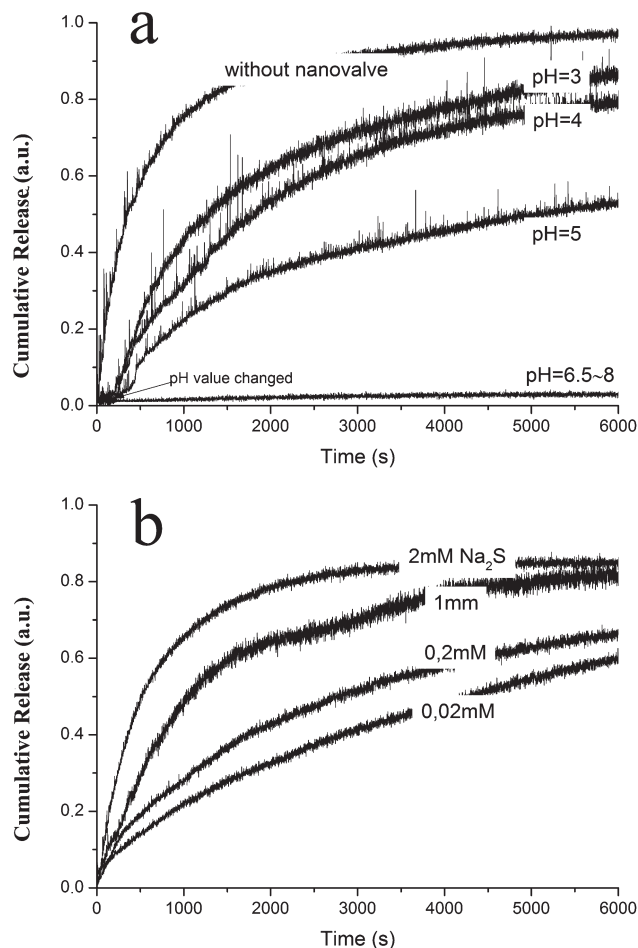 a
1.0
0.8
0.6
0.4
0.2
0.0
Cumulative Release (a.u.)
without nanovalve
pH=3
pH=4
pH=5
pH value changed
pH=6.5~8
0 1000 2000 3000 4000 5000 6000
Time (s)
b
1.0
0.8
0.6
0.4
0.2
0.0
Cumulative Release (a.u.)
2mM Na₂S
1mm
0,2mM
0,02mM
0 1000 2000 3000 4000 5000 6000
Time (s)